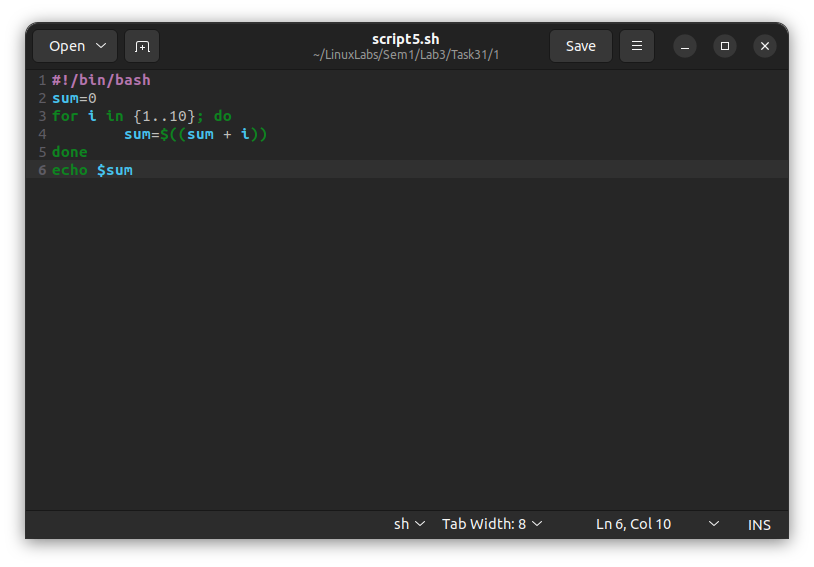 Open
script5.sh
~/LinuxLabs/Sem1/Lab3/Task31/1
Save
1 #!/bin/bash
2 sum=0
3 for i in {1..10}; do
4         sum=$((sum + i))
5 done
6 echo $sum
sh Tab Width: 8 Ln 6, Col 10 INS